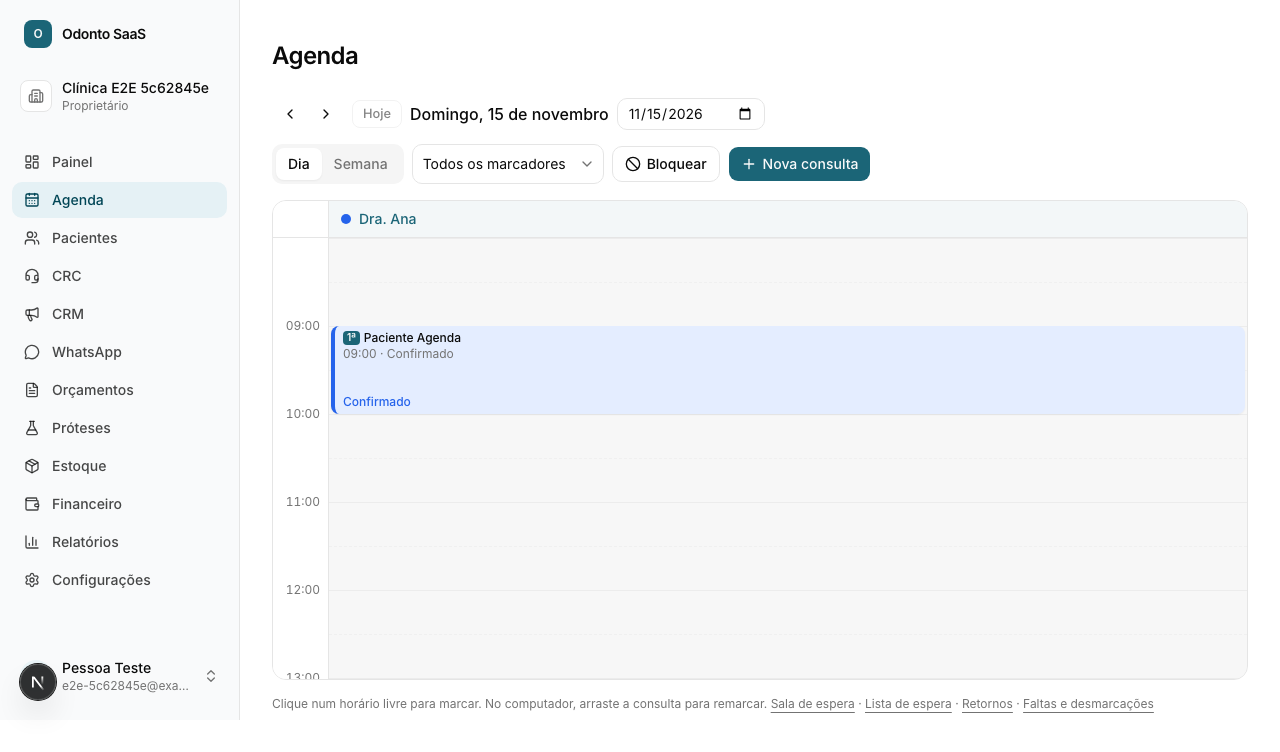 O Odonto SaaS
Clínica E2E 5c62845e
Proprietário
Painel
Agenda
Pacientes
CRC
CRM
WhatsApp
Orçamentos
Próteses
Estoque
Financeiro
Relatórios
Configurações
N
Pessoa Teste
e2e-5c62845e@exa...
Agenda
Hoje Domingo, 15 de novembro 11/15/2026
Dia Semana Todos os marcadores Bloquear Nova consulta
Dra. Ana
09:00
1ª Paciente Agenda
09:00 · Confirmado
Confirmado
10:00
11:00
12:00
13:00
Clique num horário livre para marcar. No computador, arraste a consulta para remarcar. Sala de espera · Lista de espera · Retornos · Faltas e desmarcações